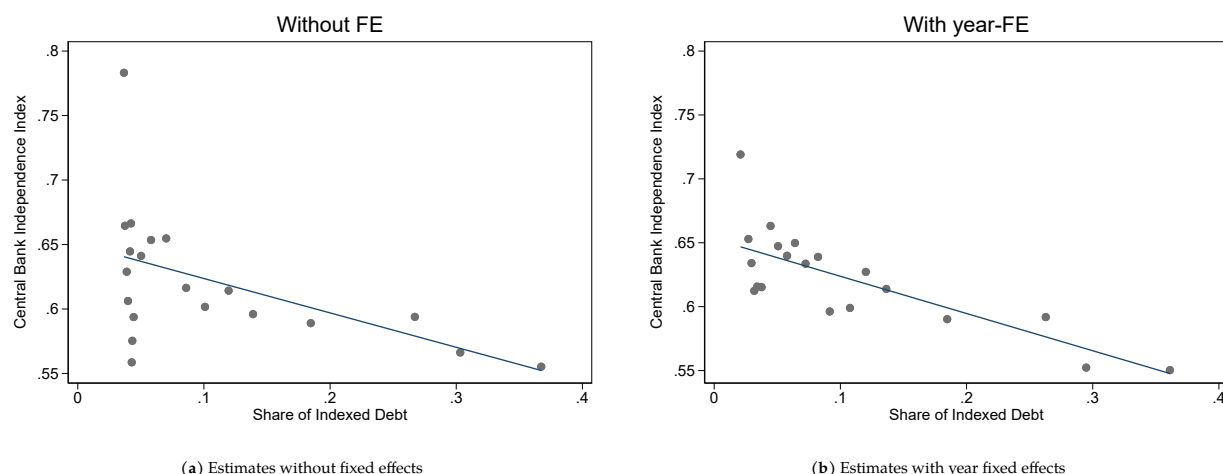 Without FE
Central Bank Independence Index
.8
.75
.7
.65
.6
.55
0
.1
.2
.3
.4
Share of Indexed Debt
(a) Estimates without fixed effects
With year-FE
Central Bank Independence Index
.8
.75
.7
.65
.6
.55
0
.1
.2
.3
.4
Share of Indexed Debt
(b) Estimates with year fixed effects